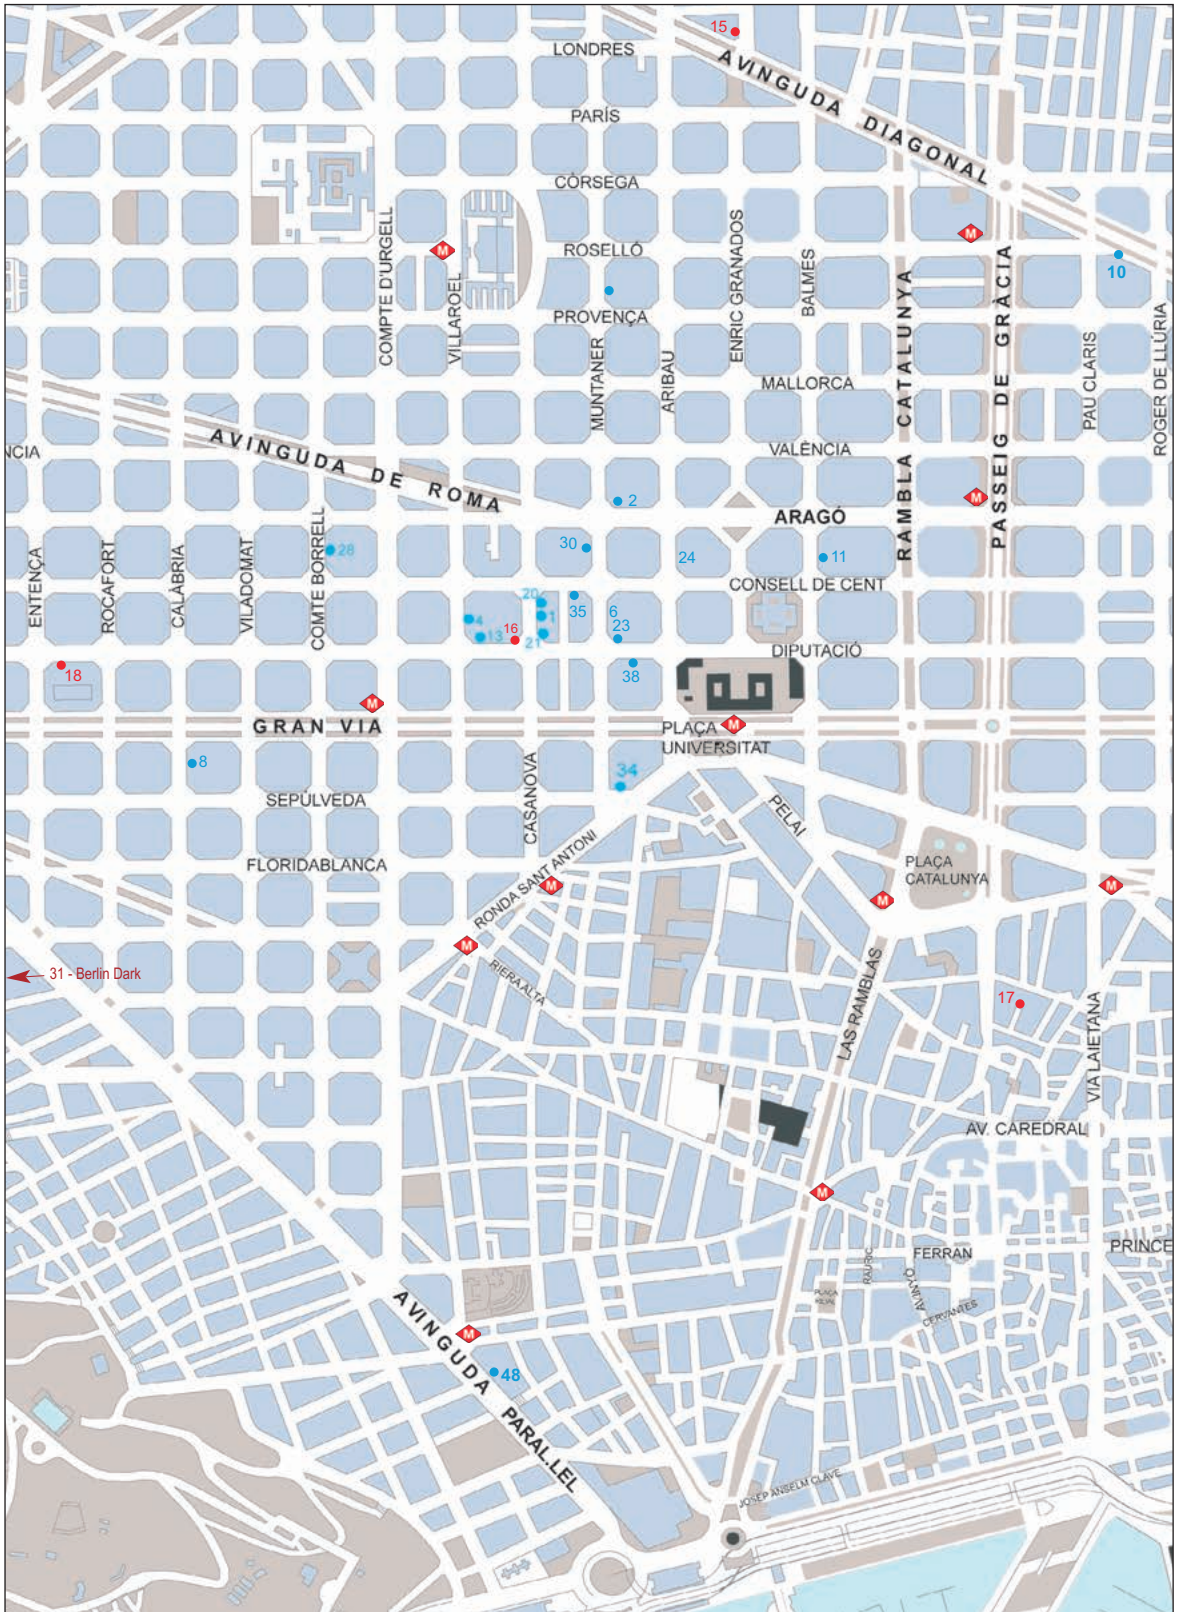 15
LONDRES
AVINGUDA DIAGONAL
PARÍS
CÒRSEGA
COMPTE D'URGELL
VILLAROEL
M
ROSELLÓ
ENRIC GRANADOS
BALMES
RAMBLA CATALUNYA
M
PASSEIG DE GRÀCIA
10
PROVENÇA
MUNTANER
ARIBAU
MALLORCA
PAU CLARIS
ROGER DE LLÚRIA
NCIA
AVINGUDA DE ROMA
VALÈNCIA
2
M
ARAGÓ
ENTENÇA
ROCAFORT
CALÀBRIA
VILADOMAT
COMTE BORRELL
28
30
24
11
CONSELL DE CENT
20
35
6
4
1
23
13
16
21
DIPUTACIÓ
18
38
M
GRAN VIA
PLAÇA
UNIVERSITAT
M
8
34
SEPÚLVEDA
CASANOVA
PELAI
FLORIDABLANCA
RONDA SANT ANTONI
M
PLAÇA
CATALUNYA
M
M
M
RIERA ALTA
31 - Berlin Dark
LAS RAMBLAS
17
VIA LAIETANA
AV. CAREDRAL
M
RAURIC
FERRAN
PRINCE
AVINYÓ
PLAÇA
REIAL
CERVANTES
M
AVINGUDA PARAL.LEL
48
JOSEP ANSELM CLAVE